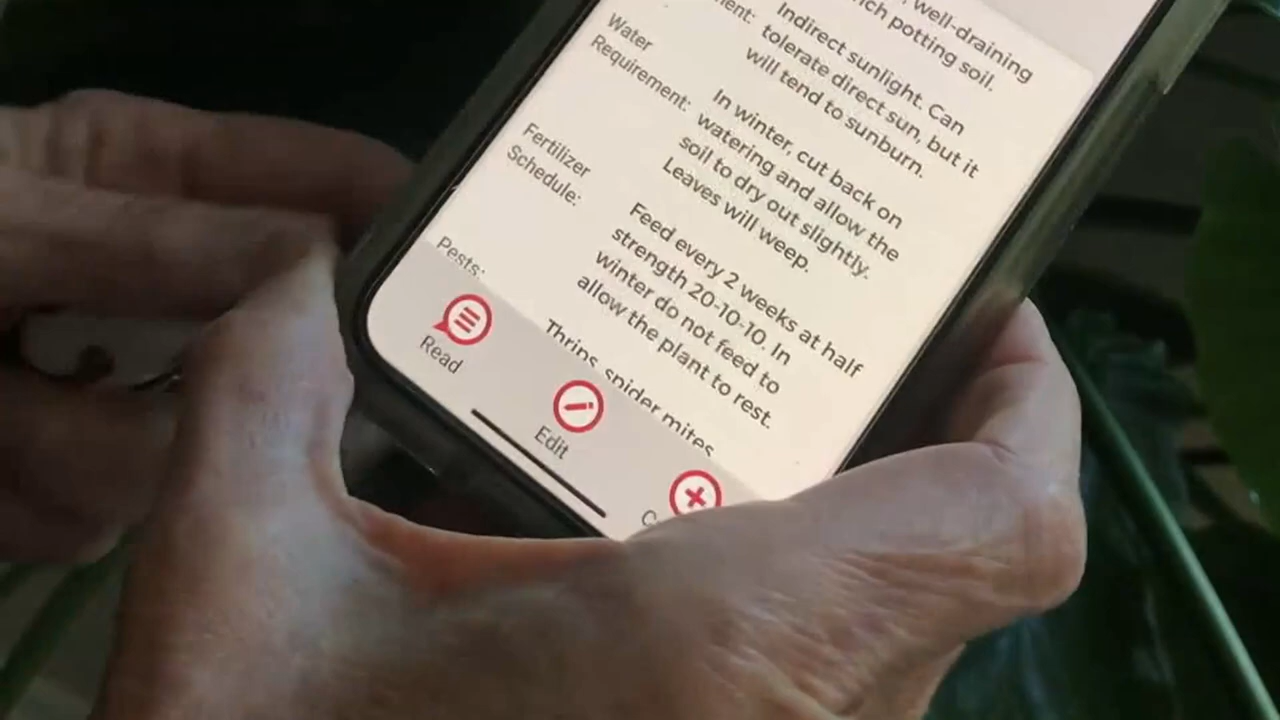 well-draining
potting soil.
Indirect sunlight. Can
tolerate direct sun, but it
will tend to sunburn.
Water
Requirement:
In winter, cut back on
watering and allow the
soil to dry out slightly.
Leaves will weep.
Fertilizer
Schedule:
Feed every 2 weeks at half
strength 20-10-10. In
winter do not feed to
allow the plant to rest.
Pests:
Thrips, spider mites
Read
Edit